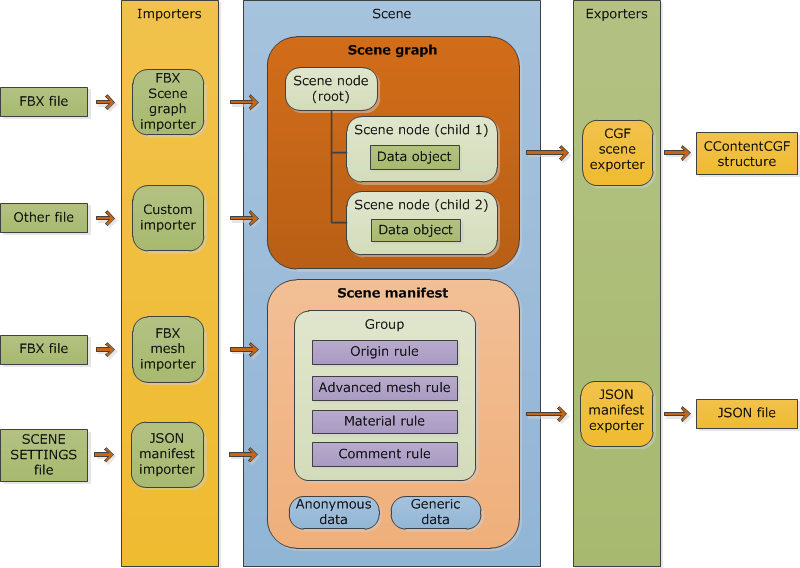 Importers
Scene
Exporters
FBX file
Other file
FBX file
SCENE
SETTINGS
file
FBX
Scene
graph
importer
Custom
importer
FBX
mesh
importer
JSON
manifest
importer
Scene graph
Scene node
(root)
Scene node (child 1)
Data object
Scene node (child 2)
Data object
Scene manifest
Group
Origin rule
Advanced mesh rule
Material rule
Comment rule
Anonymous
data
Generic
data
CGF
scene
exporter
JSON
manifest
exporter
CContentCGF
structure
JSON file